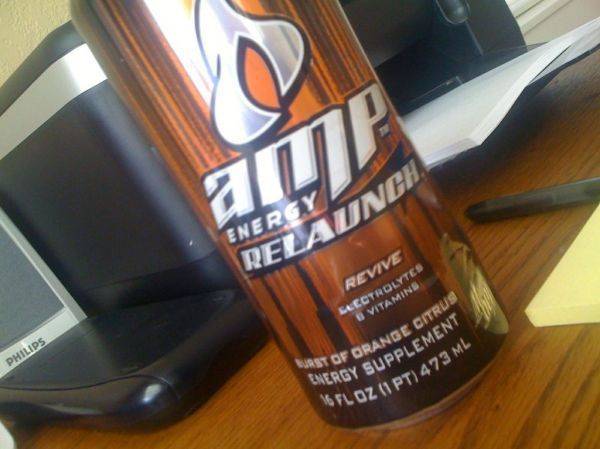 amp
ENERGY
RELAUNCH
REVIVE
ELECTROLYTES
B VITAMINS
BURST OF ORANGE CITRUS
ENERGY SUPPLEMENT
16 FL OZ (1 PT) 473 ML
PHILIPS